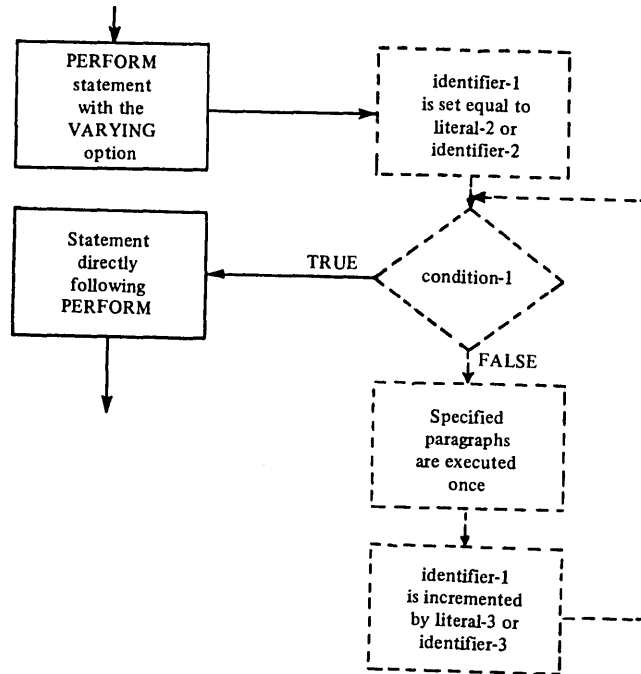 PERFORM
statement
with the
VARYING
option
identifier-1
is set equal to
literal-2 or
identifier-2
Statement
directly
following
PERFORM
TRUE
condition-1
FALSE
Specified
paragraphs
are executed
once
identifier-1
is incremented
by literal-3 or
identifier-3